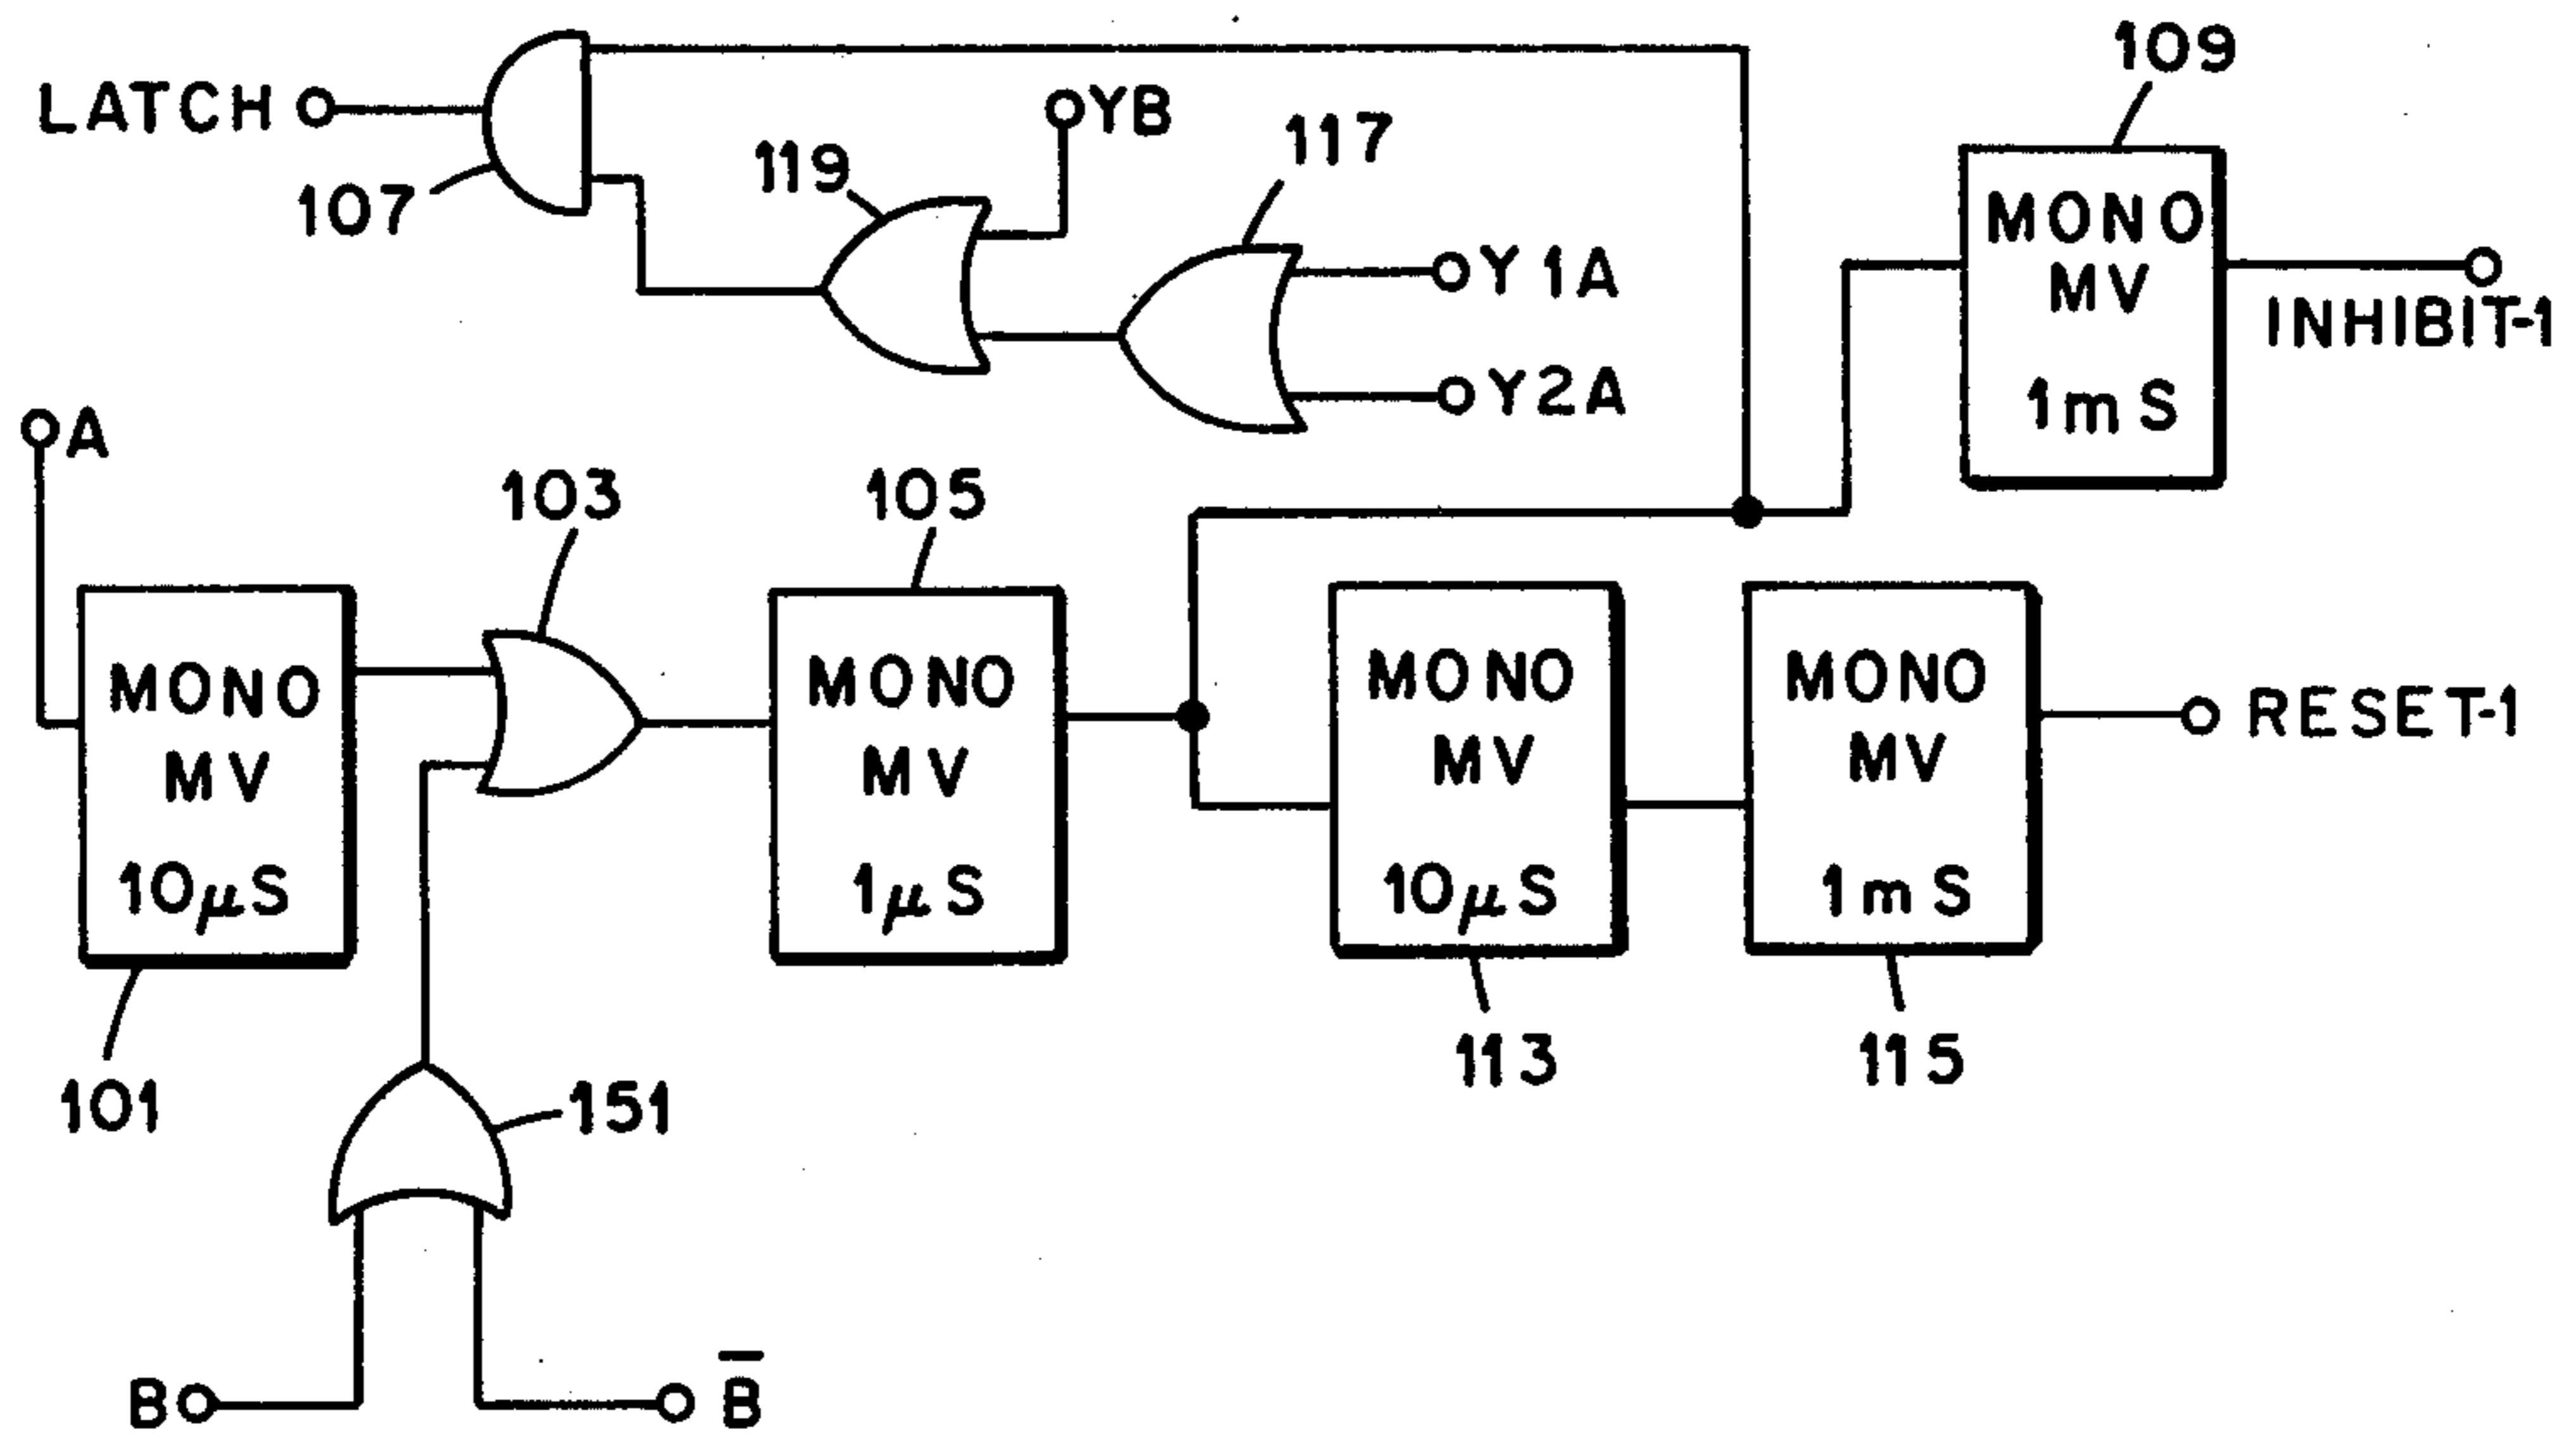 109
LATCH
YB
117
119
107
MONO
MV
1mS
Y1A
INHIBIT-1
Y2A
A
103
105
MONO
MV
10μS
MONO
MV
1μS
MONO
MV
10μS
MONO
MV
1mS
RESET-1
113
115
101
151
B
B̅